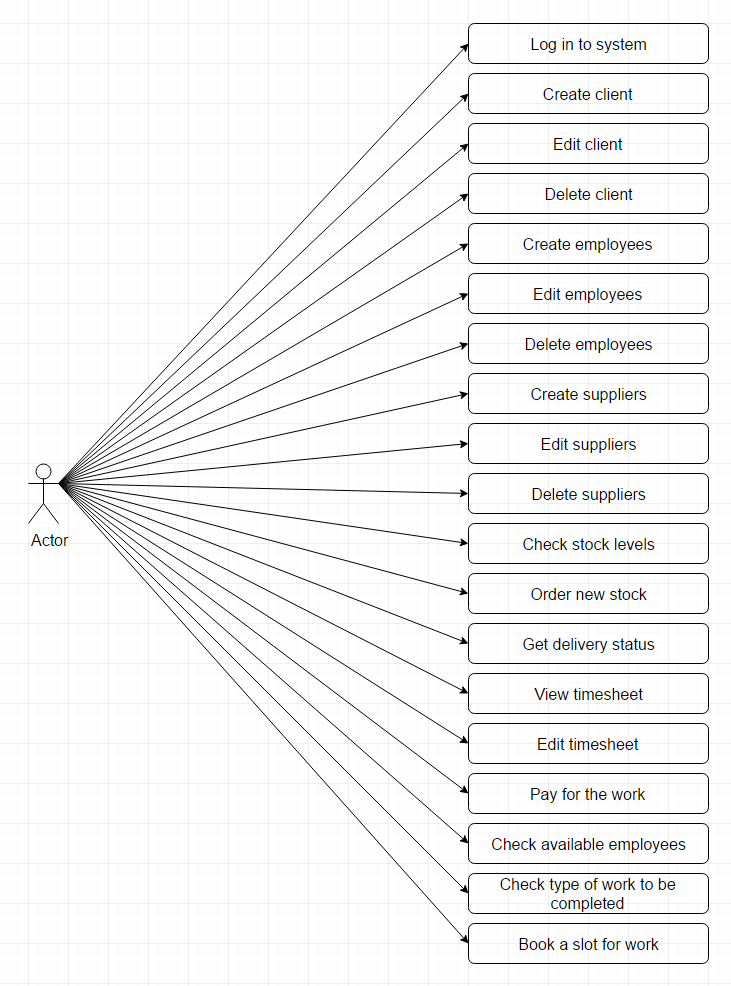 Log in to system
Create client
Edit client
Delete client
Create employees
Edit employees
Delete employees
Create suppliers
Edit suppliers
Delete suppliers
Actor
Check stock levels
Order new stock
Get delivery status
View timesheet
Edit timesheet
Pay for the work
Check available employees
Check type of work to be
completed
Book a slot for work